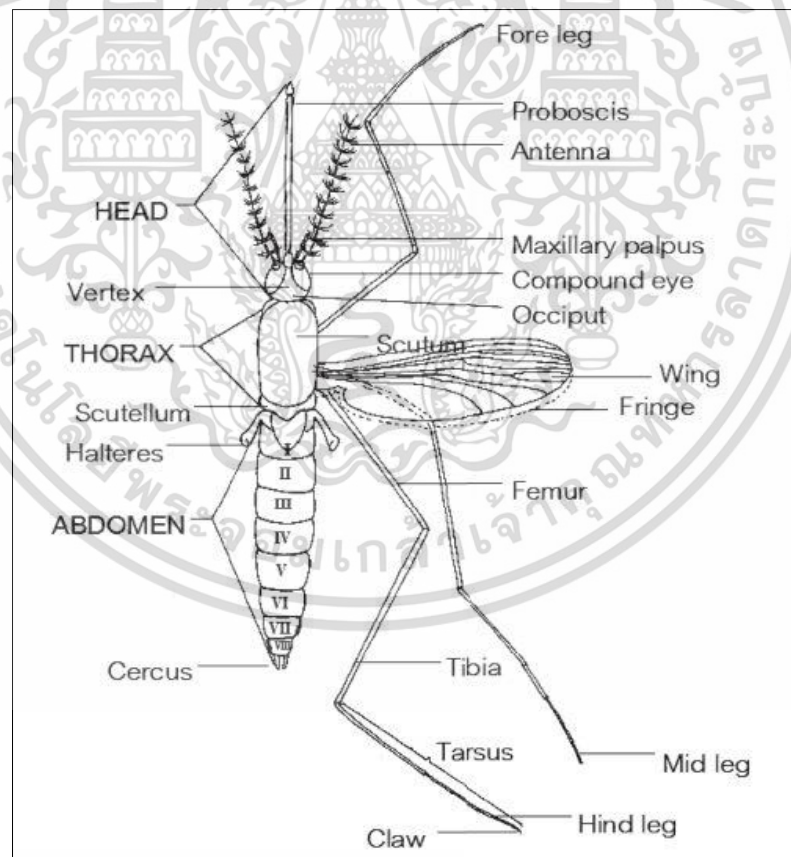 Fore leg
Proboscis
Antenna
HEAD
Maxillary palpus
Vertex
Compound eye
Occiput
THORAX
Scutum
Wing
Scutellum
Fringe
Halteres
I
II
Femur
III
ABDOMEN
IV
V
VI
VII
VIII
Cercus
Tibia
Tarsus
Mid leg
Hind leg
Claw